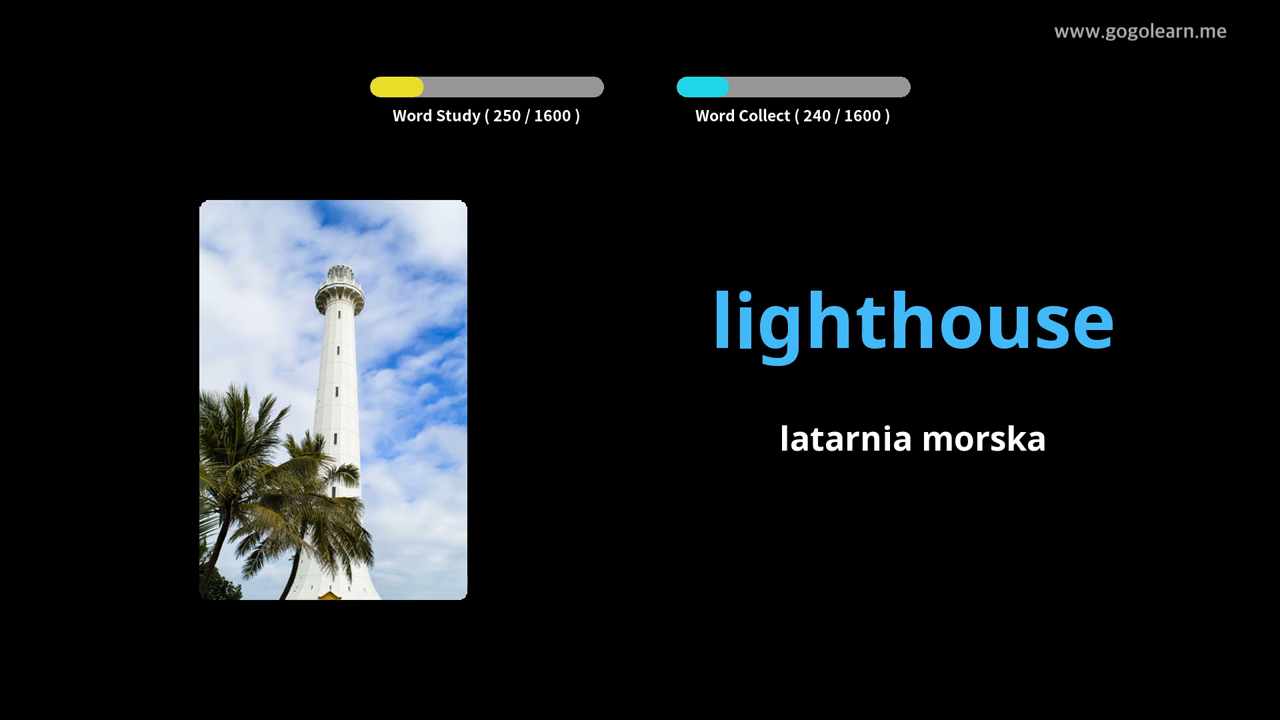 www.gogolearn.me
Word Study ( 250 / 1600 )
Word Collect ( 240 / 1600 )
lighthouse
latarnia morska